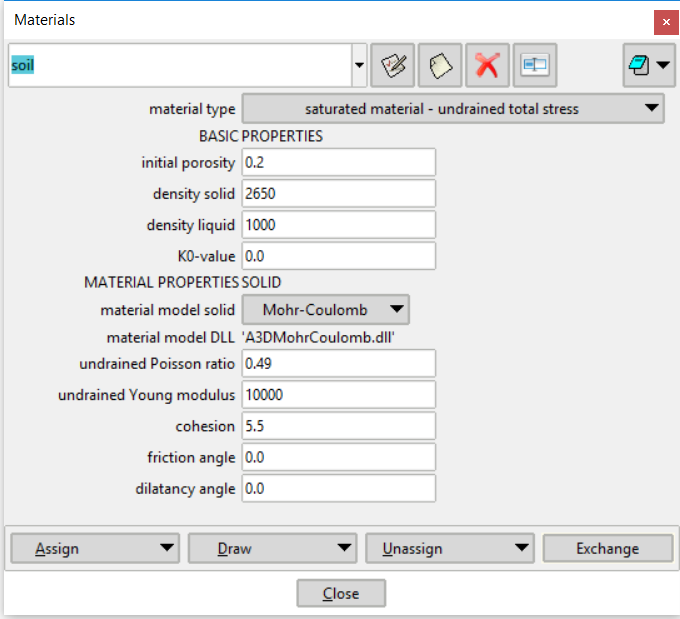 Materials
soil
material type saturated material - undrained total stress
BASIC PROPERTIES
initial porosity 0.2
density solid 2650
density liquid 1000
K0-value 0.0
MATERIAL PROPERTIES SOLID
material model solid Mohr-Coulomb
material model DLL 'A3DMohrCoulomb.dll'
undrained Poisson ratio 0.49
undrained Young modulus 10000
cohesion 5.5
friction angle 0.0
dilatancy angle 0.0
Assign Draw Unassign Exchange
Close